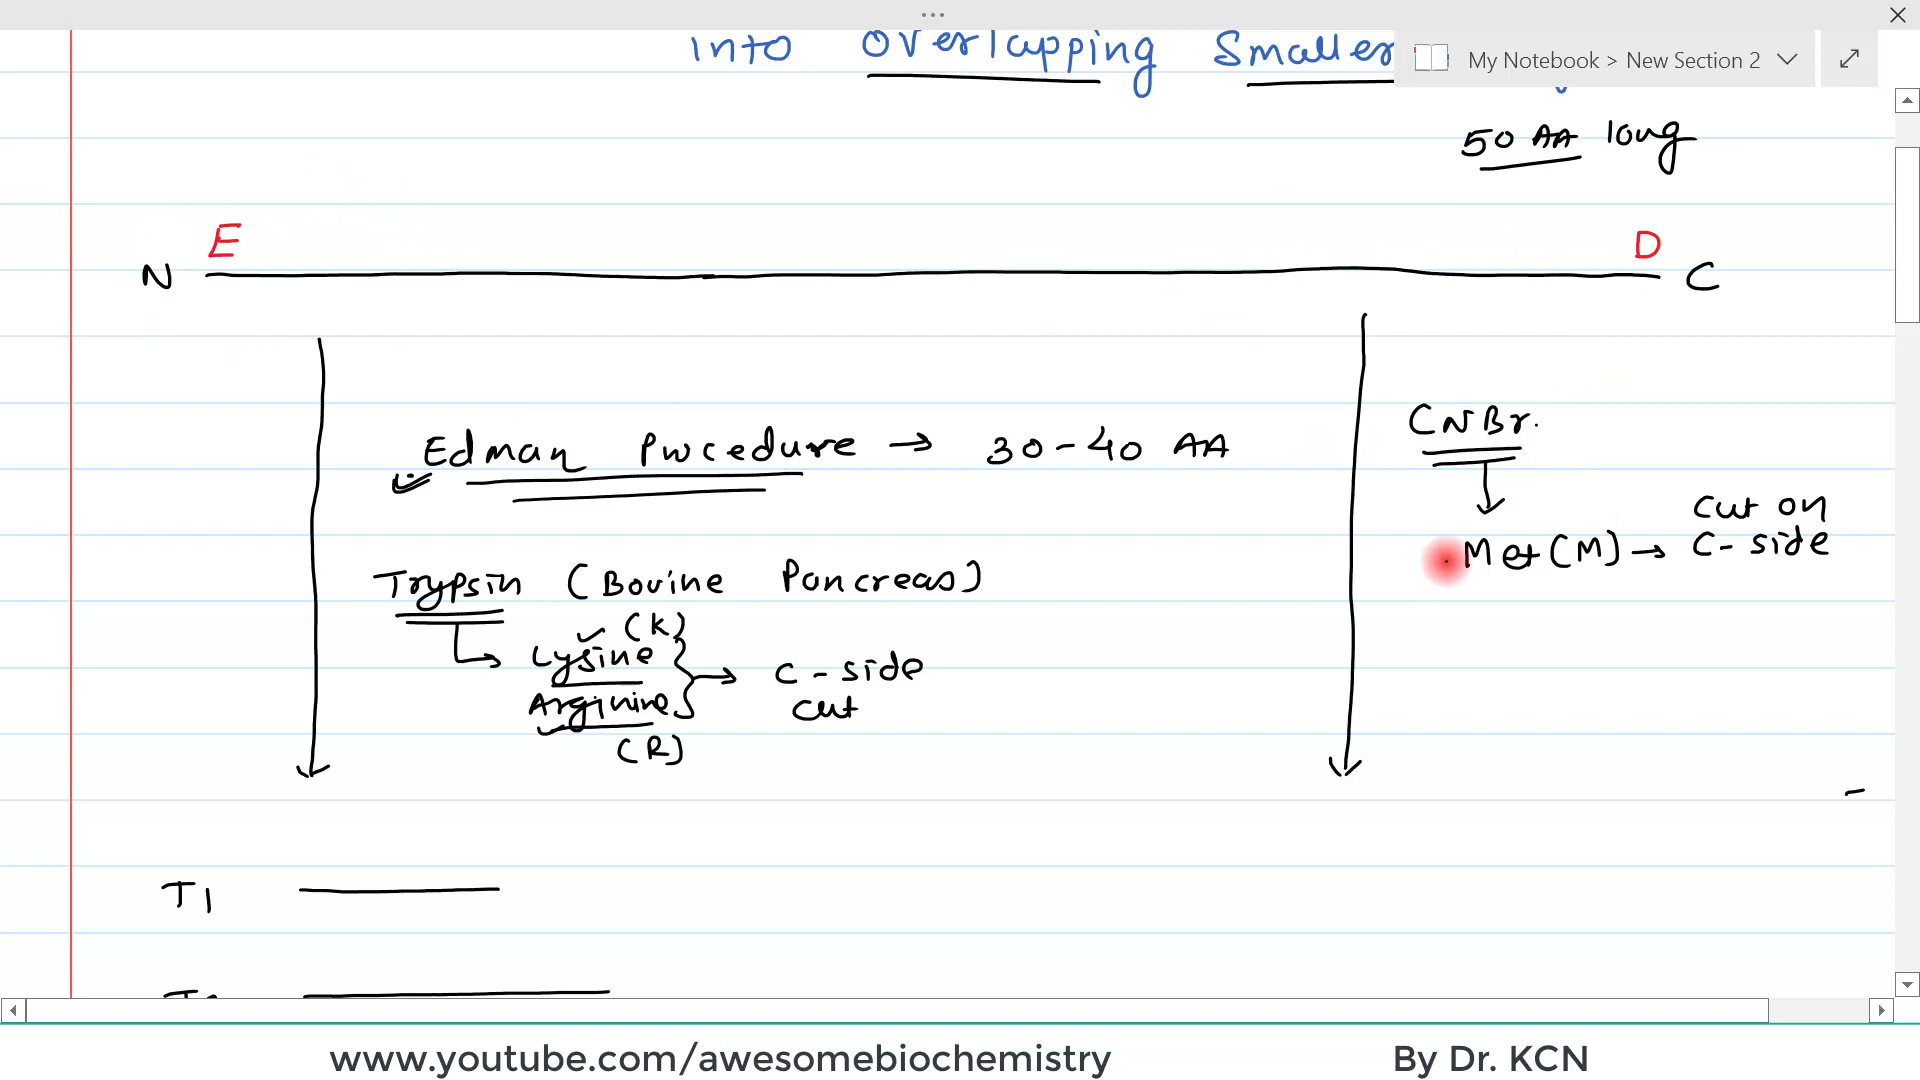 into Overlapping Smaller
My Notebook > New Section 2
50 AA long
E
D
N
C
Edman Procedure → 30-40 AA
CNBr.
Met (M) → Cut on
C-side
Trypsin (Bovine Pancreas)
(K)
Lysine
Arginine
(R)
→ C-side
cut
T1
www.youtube.com/awesomebiochemistry
By Dr. KCN